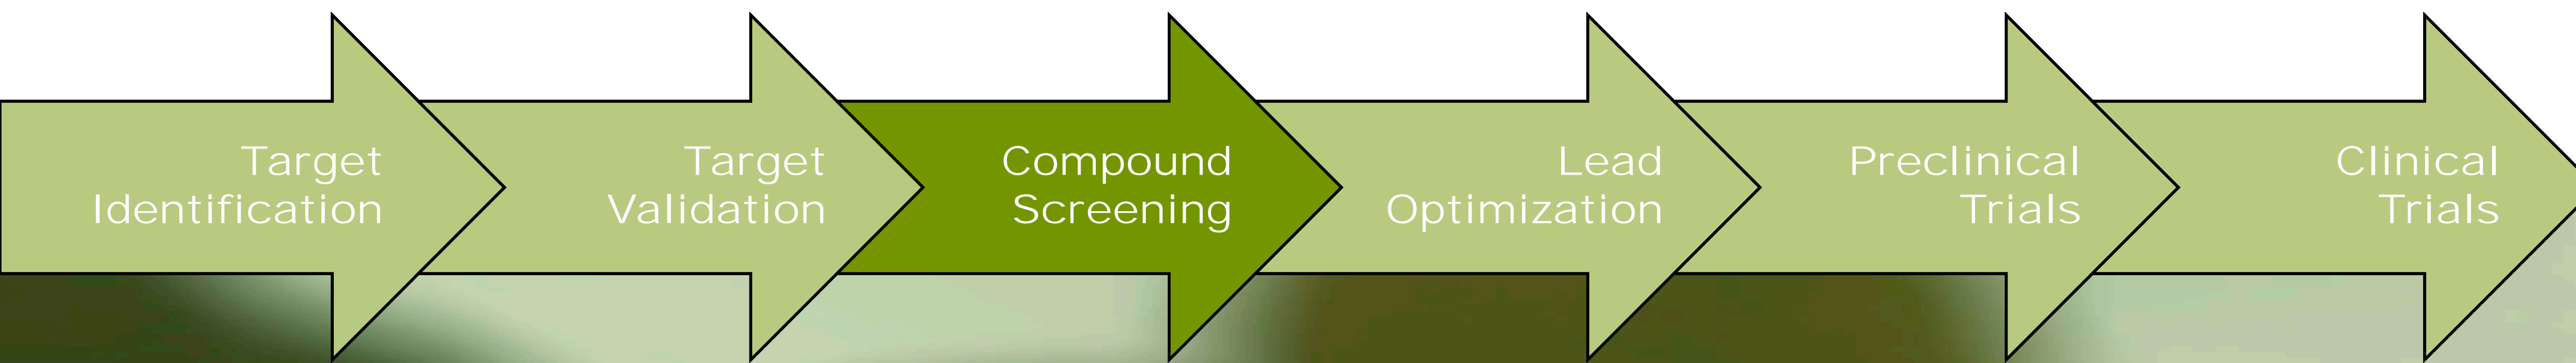 Target
Identification
Target
Validation
Compound
Screening
Lead
Optimization
Preclinical
Trials
Clinical
Trials